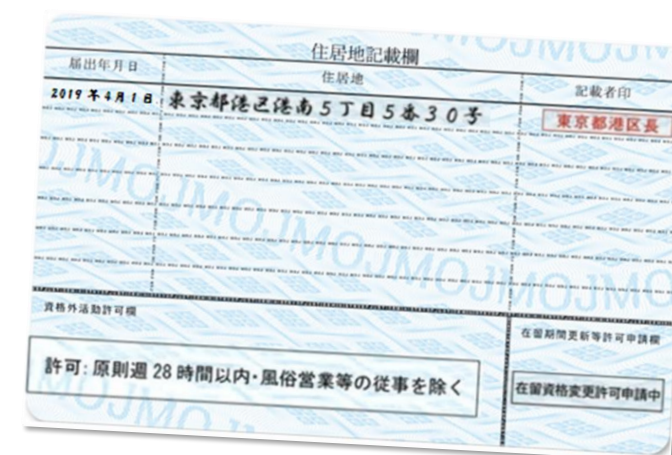 住居地記載欄
届出年月日 住居地 記載者印
2019年4月1日 東京都港区港南5丁目5番30号 東京都港区長
資格外活動許可欄 在留期間更新等許可申請欄
許可: 原則週28時間以内・風俗営業等の従事を除く 在留資格変更許可申請中
MOJMOJMOJMOJMOJ